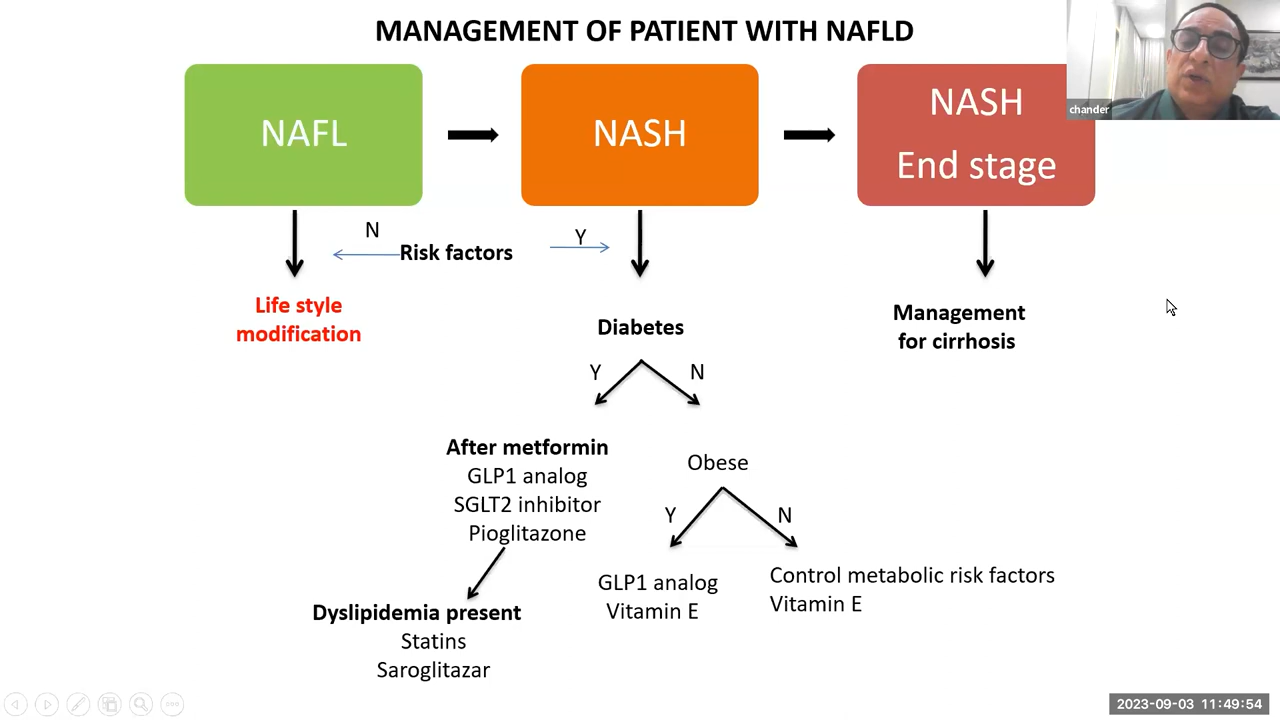 MANAGEMENT OF PATIENT WITH NAFLD
chander
NAFL
NASH
NASH
End stage
N
Risk factors
Y
Life style
modification
Diabetes
Management
for cirrhosis
Y
N
After metformin
GLP1 analog
SGLT2 inhibitor
Pioglitazone
Obese
Y
N
Dyslipidemia present
Statins
Saroglitazar
GLP1 analog
Vitamin E
Control metabolic risk factors
Vitamin E
2023-09-03 11:49:54